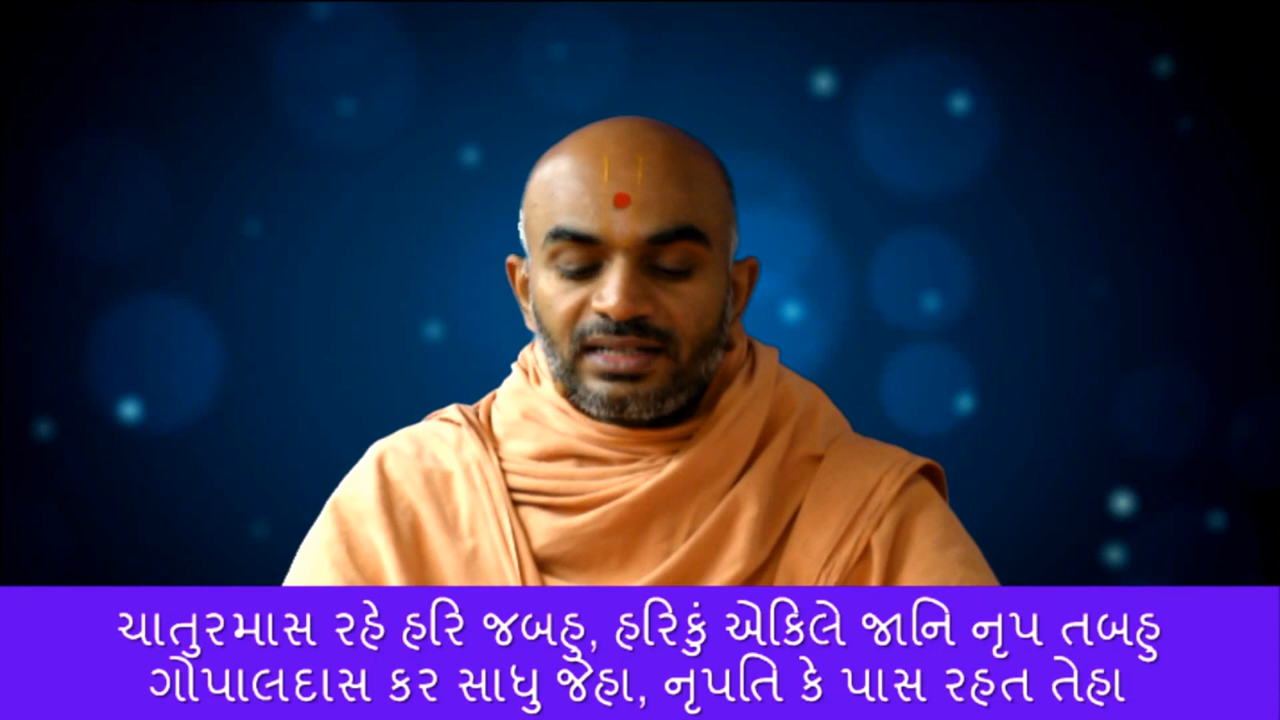 ચાતુરમાસ રહે હરિ જબહુ, હરિકું એકિલે જાનિ નૃપ તબહુ
ગૌપાલદાસ કર સાધુ જેહા, નૃપતિ કે પાસ રહત તેહા